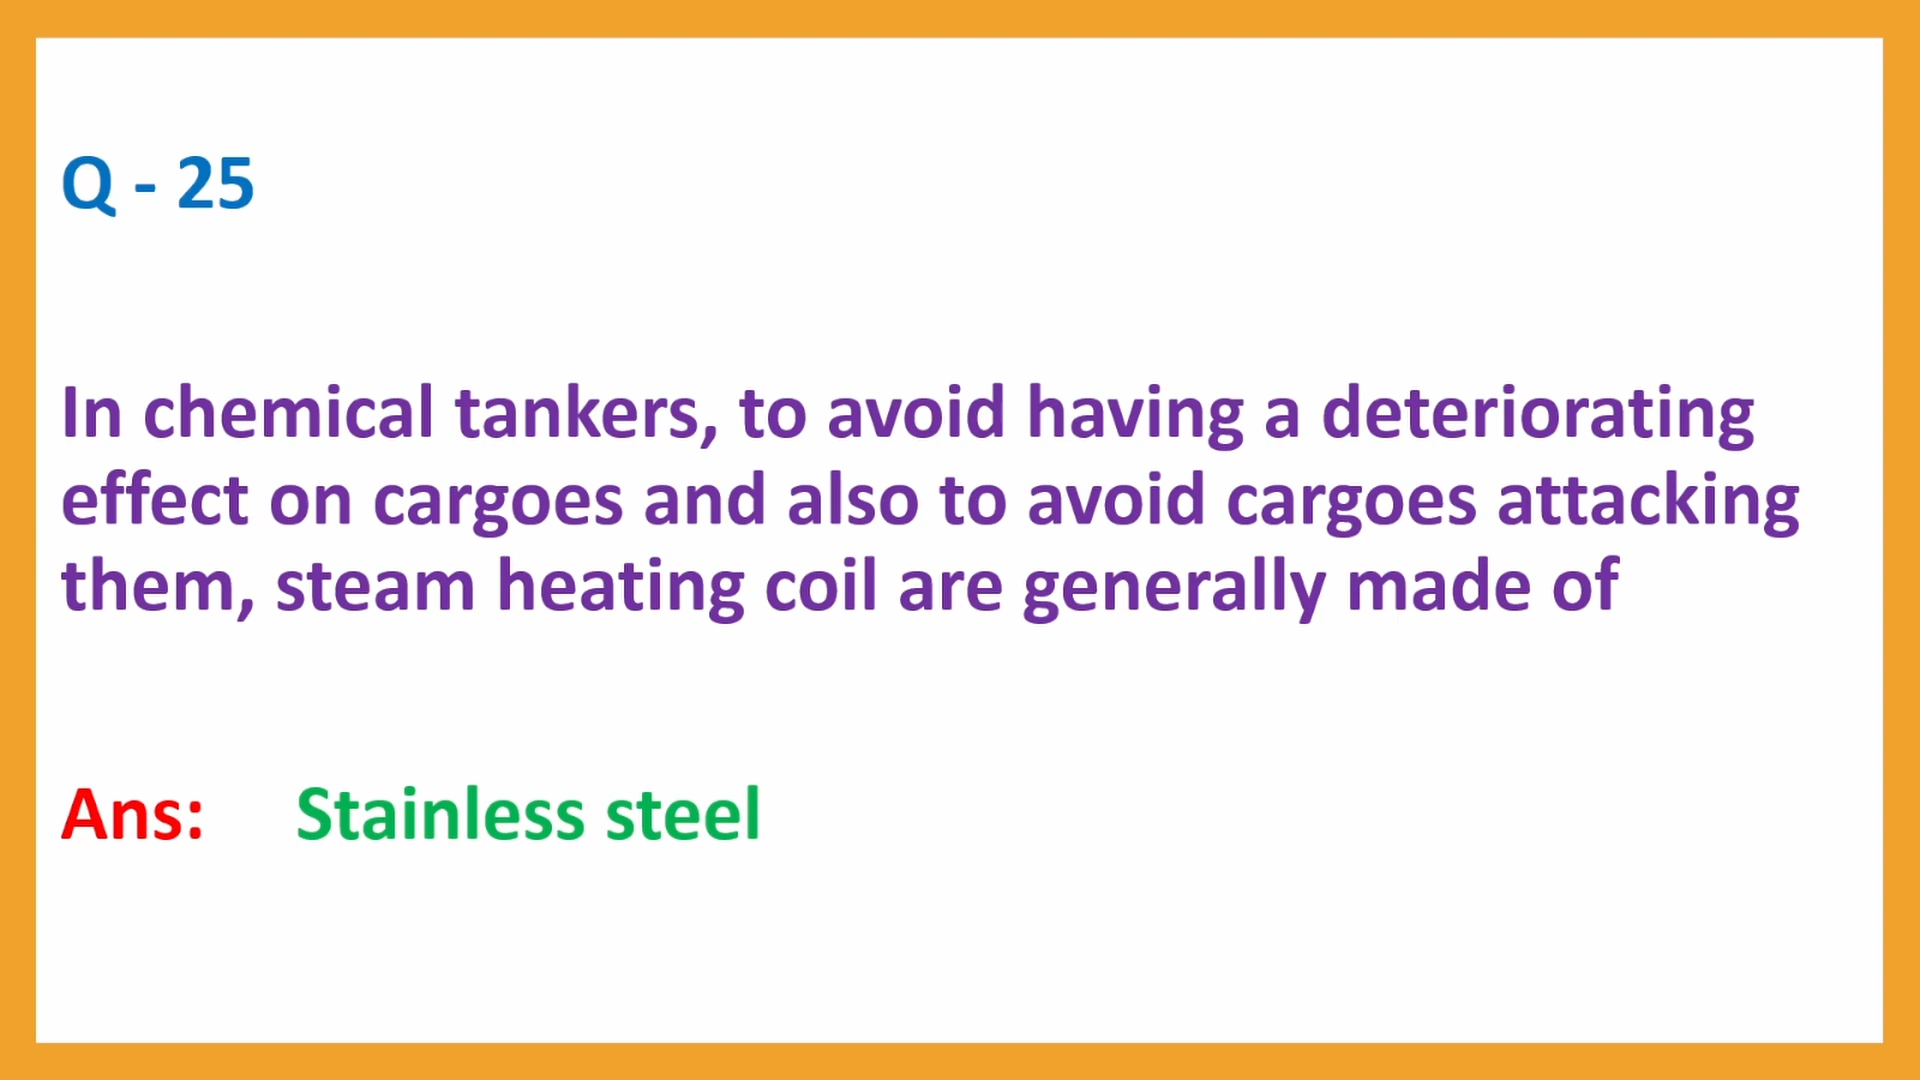 Q - 25
In chemical tankers, to avoid having a deteriorating
effect on cargoes and also to avoid cargoes attacking
them, steam heating coil are generally made of
Ans: Stainless steel